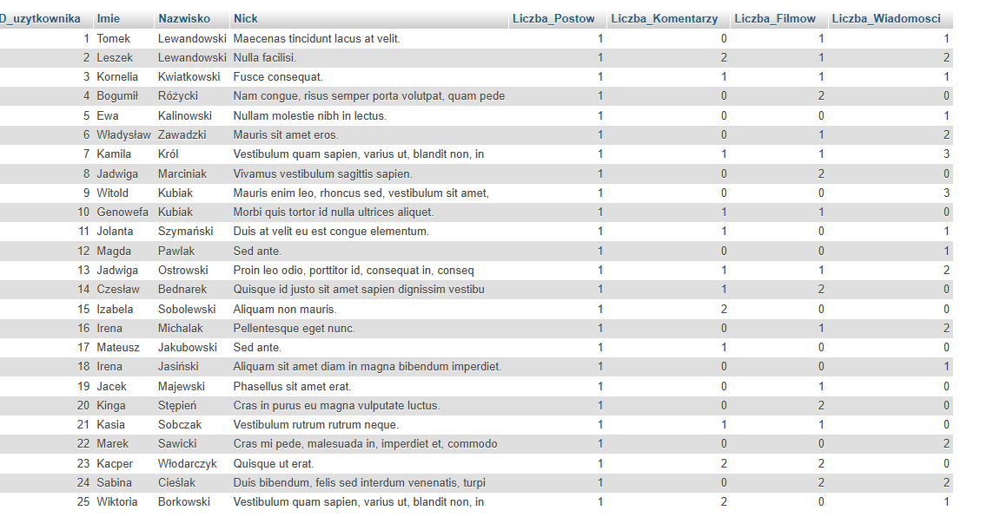 D_uzytkownika Imie Nazwisko Nick Liczba_Postow Liczba_Komentarzy Liczba_Filmow Liczba_Wiadomosci
1 Tomek Lewandowski Maecenas tincidunt lacus at velit. 1 0 1 1
2 Leszek Lewandowski Nulla facilisi. 1 2 1 2
3 Kornelia Kwiatkowski Fusce consequat. 1 1 1 1
4 Bogumił Różycki Nam congue, risus semper porta volutpat, quam pede 1 0 2 0
5 Ewa Kalinowski Nullam molestie nibh in lectus. 1 0 0 1
6 Władysław Zawadzki Mauris sit amet eros. 1 0 1 2
7 Kamila Król Vestibulum quam sapien, varius ut, blandit non, in 1 1 1 3
8 Jadwiga Marciniak Vivamus vestibulum sagittis sapien. 1 0 2 0
9 Witold Kubiak Mauris enim leo, rhoncus sed, vestibulum sit amet, 1 0 0 3
10 Genowefa Kubiak Morbi quis tortor id nulla ultrices aliquet. 1 1 1 0
11 Jolanta Szymański Duis at velit eu est congue elementum. 1 1 0 1
12 Magda Pawlak Sed ante. 1 0 0 1
13 Jadwiga Ostrowski Proin leo odio, porttitor id, consequat in, conseq 1 1 1 2
14 Czesław Bednarek Quisque id justo sit amet sapien dignissim vestibu 1 1 2 0
15 Izabela Sobolewski Aliquam non mauris. 1 2 0 0
16 Irena Michalak Pellentesque eget nunc. 1 0 1 2
17 Mateusz Jakubowski Sed ante. 1 1 0 0
18 Irena Jasiński Aliquam sit amet diam in magna bibendum imperdiet. 1 0 0 1
19 Jacek Majewski Phasellus sit amet erat. 1 0 1 0
20 Kinga Stępień Cras in purus eu magna vulputate luctus. 1 0 2 0
21 Kasia Sobczak Vestibulum rutrum rutrum neque. 1 1 1 0
22 Marek Sawicki Cras mi pede, malesuada in, imperdiet et, commodo 1 0 0 2
23 Kacper Włodarczyk Quisque ut erat. 1 2 2 0
24 Sabina Cieślak Duis bibendum, felis sed interdum venenatis, turpi 1 0 2 2
25 Wiktoria Borkowski Vestibulum quam sapien, varius ut, blandit non, in 1 2 0 1